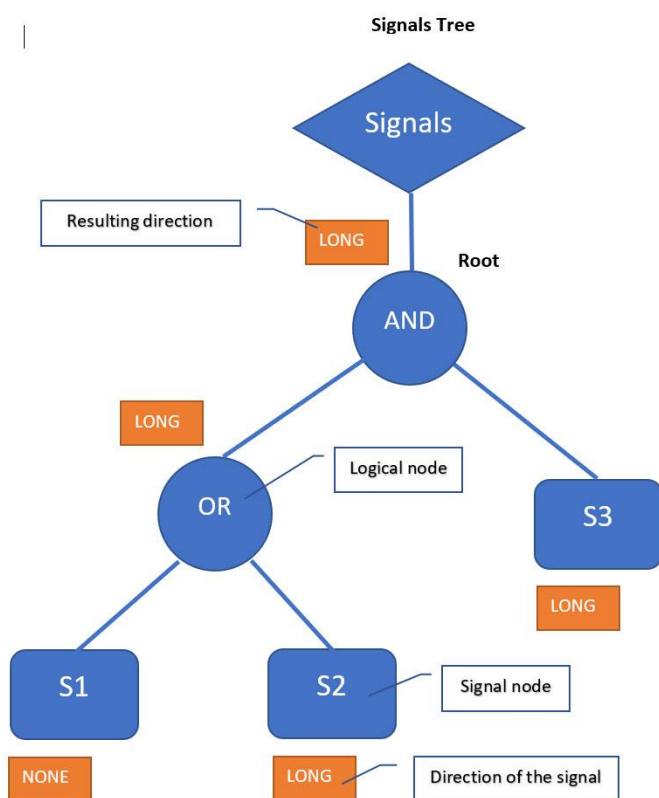 Signals Tree
Signals
Resulting direction
LONG
Root
AND
LONG
Logical node
OR
S3
LONG
S1
S2
Signal node
NONE
LONG
Direction of the signal